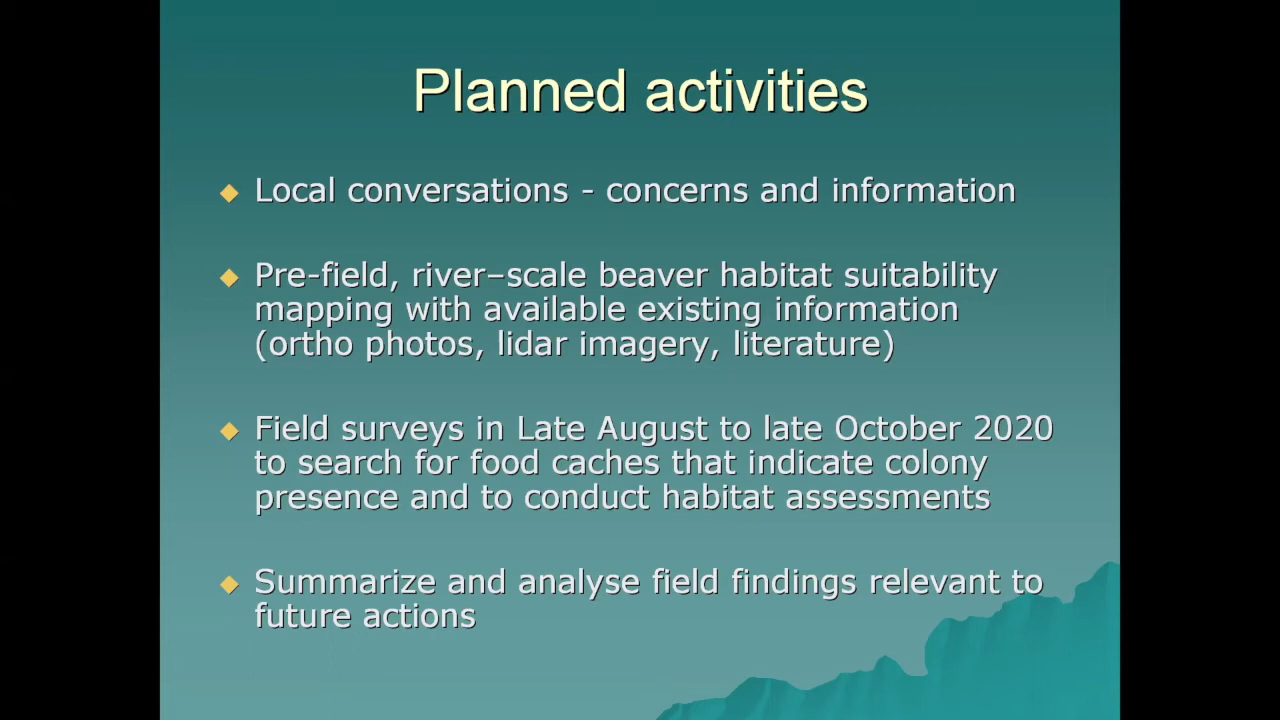 Planned activities
Local conversations - concerns and information
Pre-field, river–scale beaver habitat suitability
mapping with available existing information
(ortho photos, lidar imagery, literature)
Field surveys in Late August to late October 2020
to search for food caches that indicate colony
presence and to conduct habitat assessments
Summarize and analyse field findings relevant to
future actions